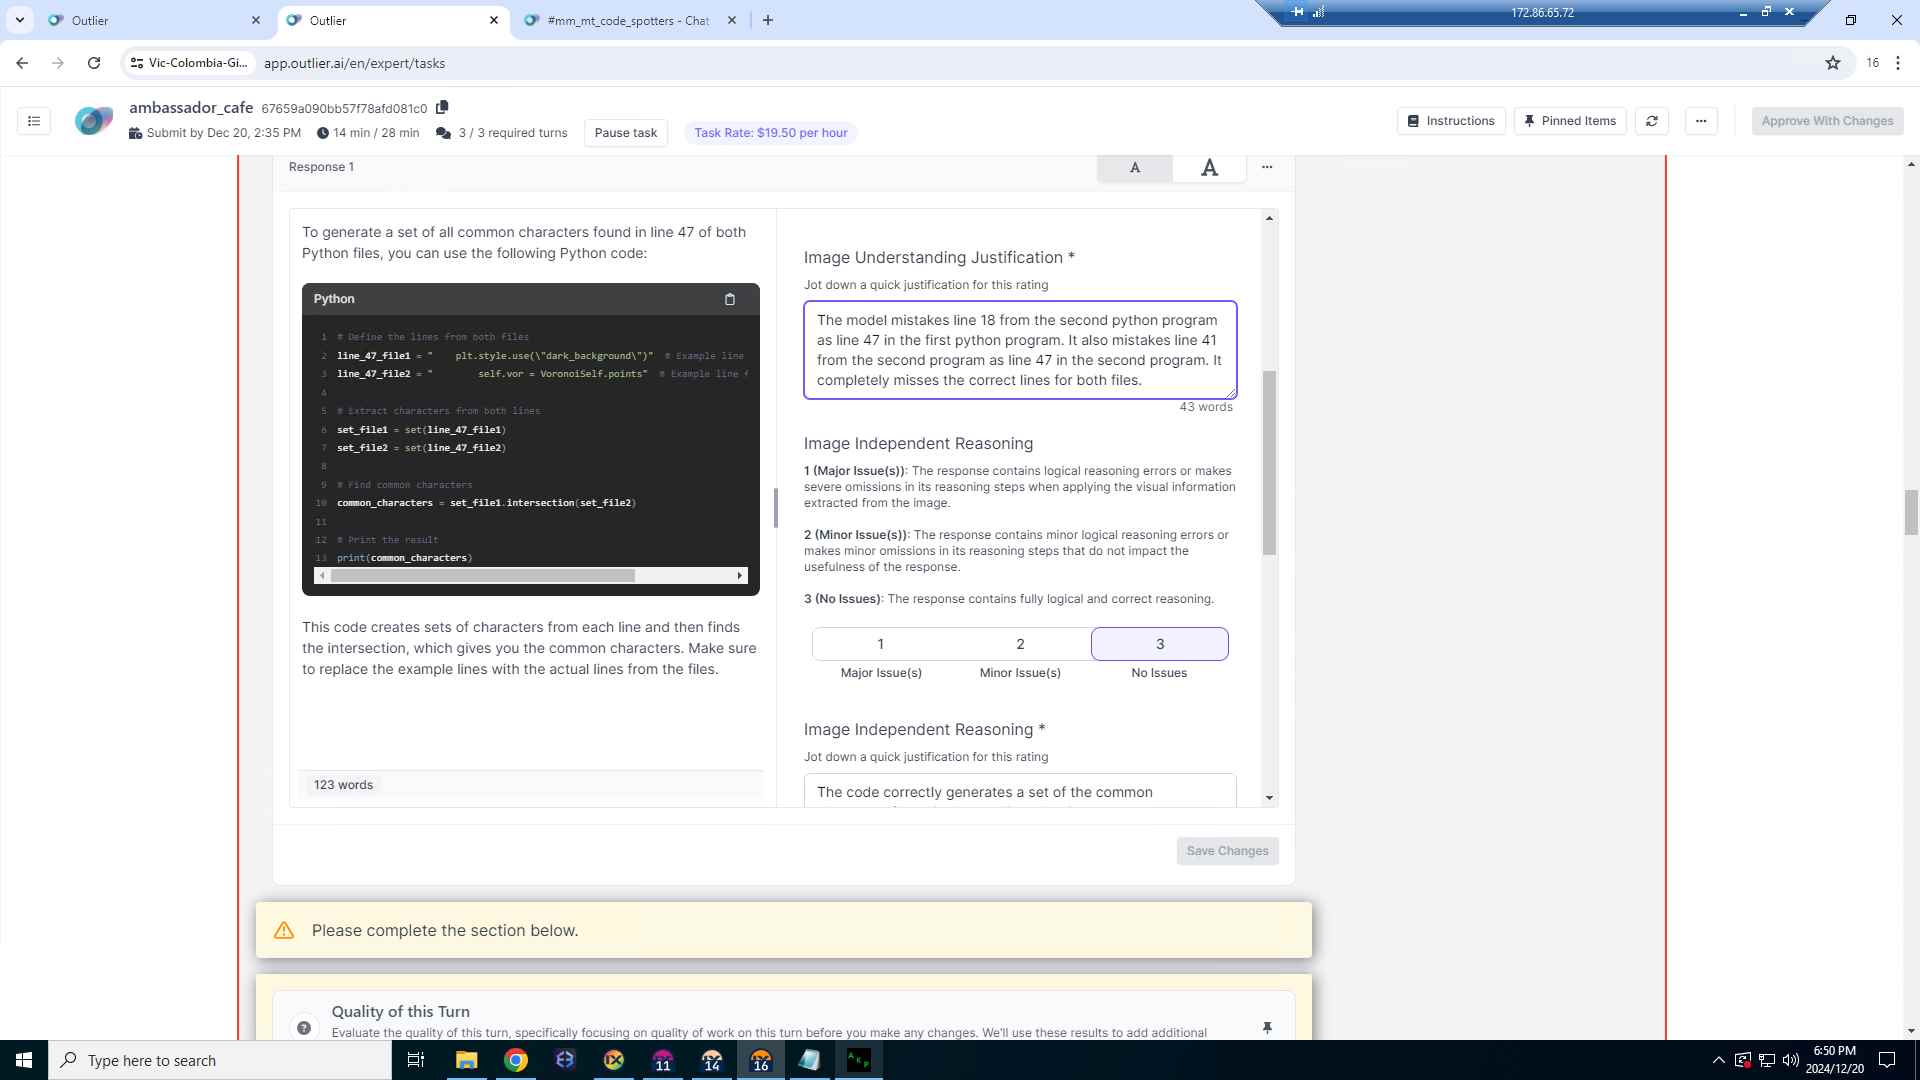 Outlier
Outlier
#mm_mt_code_spotters - Chat
172.86.65.72
Vic-Colombia-Gi...
app.outlier.ai/en/expert/tasks
16
ambassador_cafe 67659a090bb57f78afd081c0
Submit by Dec 20, 2:35 PM
14 min / 28 min
3 / 3 required turns
Pause task
Task Rate: $19.50 per hour
Instructions
Pinned Items
Approve With Changes
Response 1
A
A
To generate a set of all common characters found in line 47 of both
Python files, you can use the following Python code:
Python
1 # Define the lines from both files
2 line_47_file1 = "    plt.style.use(\"dark_background\")"  # Example line
3 line_47_file2 = "        self.vor = VoronoiSelf.points"  # Example line f
4
5 # Extract characters from both lines
6 set_file1 = set(line_47_file1)
7 set_file2 = set(line_47_file2)
8
9 # Find common characters
10 common_characters = set_file1.intersection(set_file2)
11
12 # Print the result
13 print(common_characters)
This code creates sets of characters from each line and then finds
the intersection, which gives you the common characters. Make sure
to replace the example lines with the actual lines from the files.
123 words
Image Understanding Justification *
Jot down a quick justification for this rating
The model mistakes line 18 from the second python program
as line 47 in the first python program. It also mistakes line 41
from the second program as line 47 in the second program. It
completely misses the correct lines for both files.
43 words
Image Independent Reasoning
1 (Major Issue(s)): The response contains logical reasoning errors or makes
severe omissions in its reasoning steps when applying the visual information
extracted from the image.
2 (Minor Issue(s)): The response contains minor logical reasoning errors or
makes minor omissions in its reasoning steps that do not impact the
usefulness of the response.
3 (No Issues): The response contains fully logical and correct reasoning.
1
2
3
Major Issue(s)
Minor Issue(s)
No Issues
Image Independent Reasoning *
Jot down a quick justification for this rating
The code correctly generates a set of the common
Save Changes
Please complete the section below.
Quality of this Turn
Evaluate the quality of this turn, specifically focusing on quality of work on this turn before you make any changes. We'll use these results to add additional
Type here to search
11
14
16
6:50 PM
2024/12/20